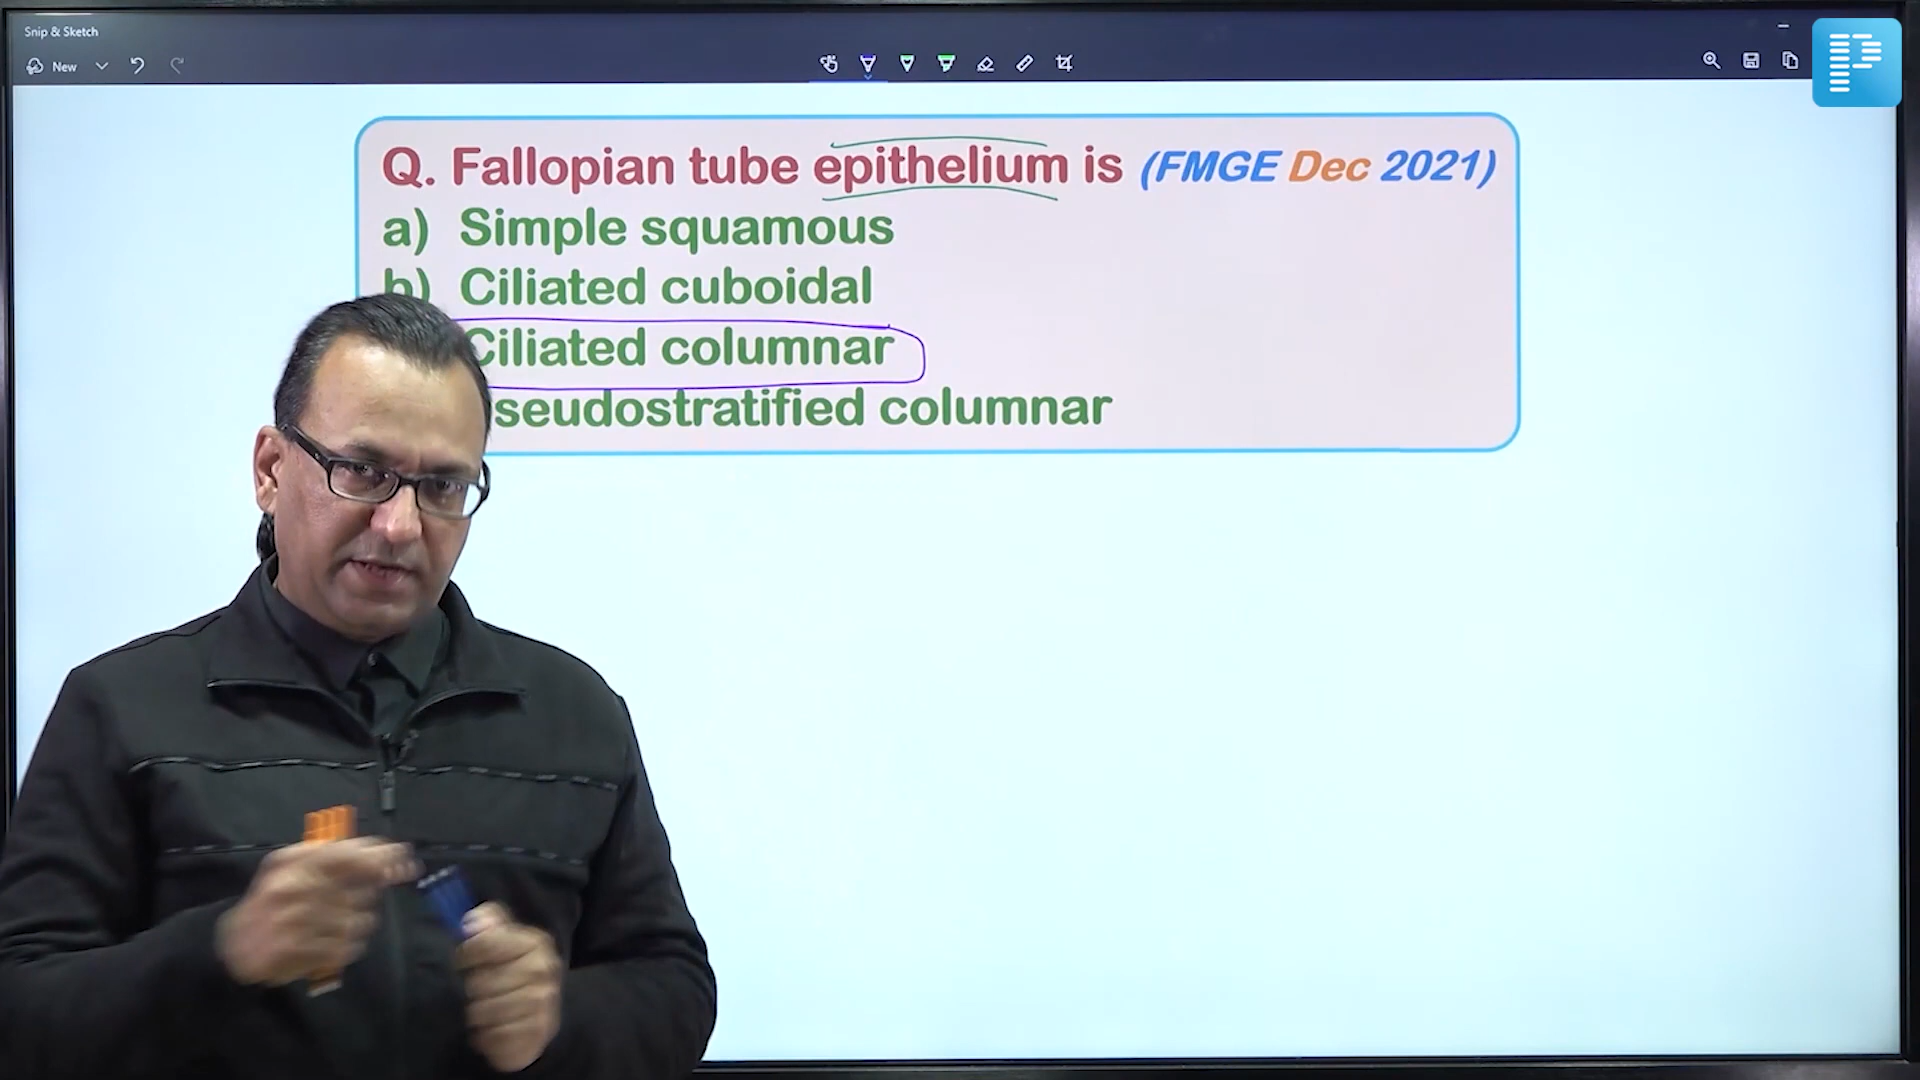 Snip & Sketch
New
Q. Fallopian tube epithelium is (FMGE Dec 2021)
a) Simple squamous
b) Ciliated cuboidal
Ciliated columnar
seudostratified columnar